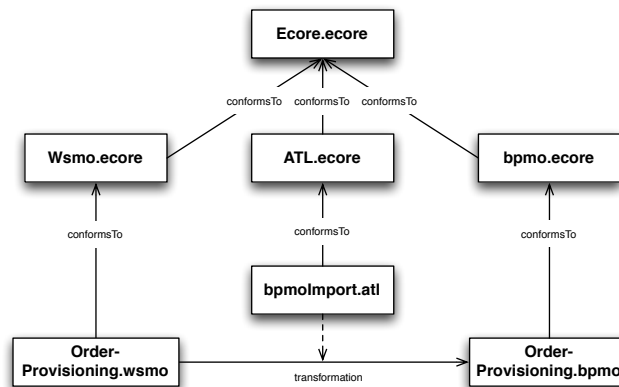 Ecore.ecore
conformsTo
conformsTo
conformsTo
Wsmo.ecore
ATL.ecore
bpmo.ecore
conformsTo
conformsTo
conformsTo
bpmoImport.atl
Order-
Provisioning.wsmo
transformation
Order-
Provisioning.bpmo